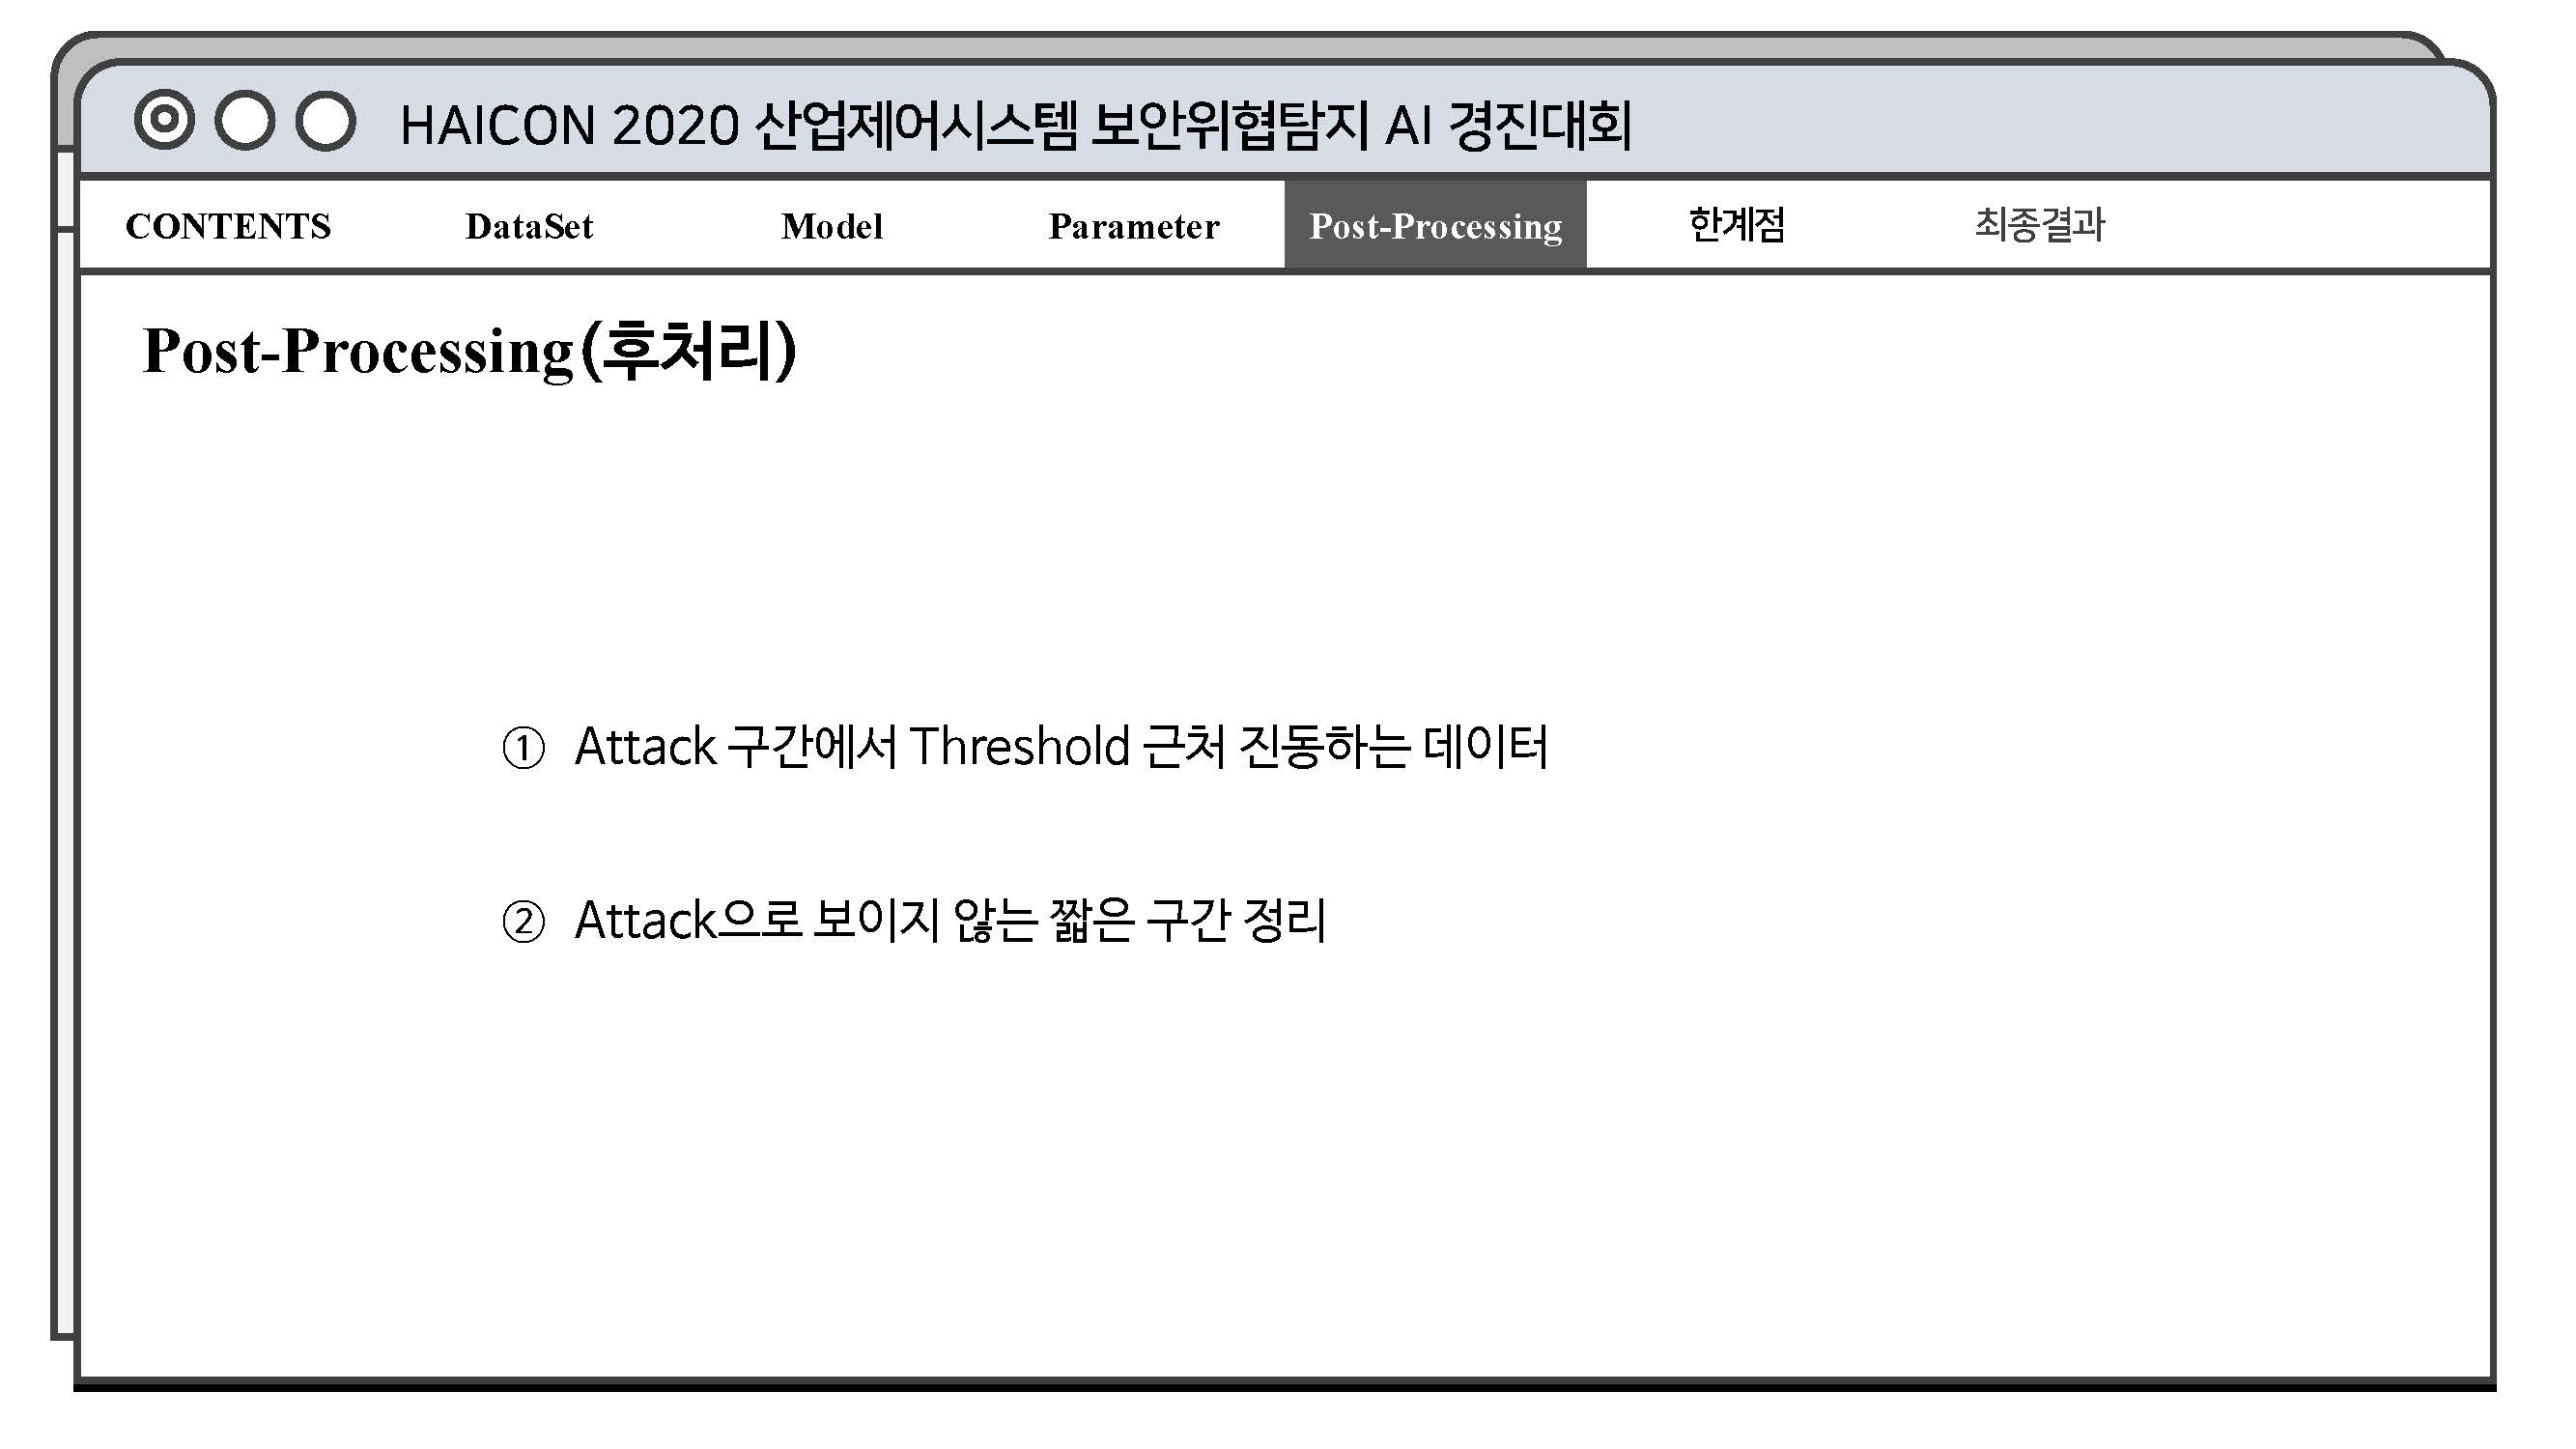 HAICON 2020 산업제어시스템 보안위협탐지 AI 경진대회
CONTENTS DataSet Model Parameter Post-Processing 한계점 최종결과
Post-Processing(후처리)
① Attack 구간에서 Threshold 근처 진동하는 데이터
② Attack으로 보이지 않는 짧은 구간 정리